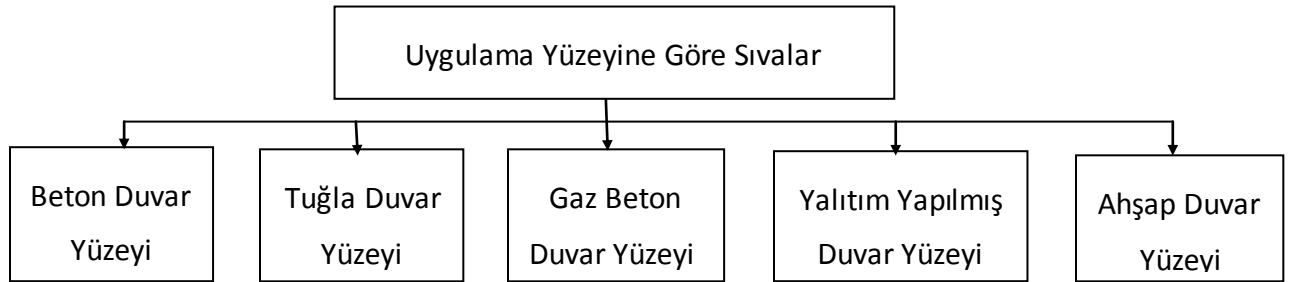 Uygulama Yüzeyine Göre Sıvalar
Beton Duvar
Yüzeyi
Tuğla Duvar
Yüzeyi
Gaz Beton
Duvar Yüzeyi
Yalıtım Yapılmış
Duvar Yüzeyi
Ahşap Duvar
Yüzeyi